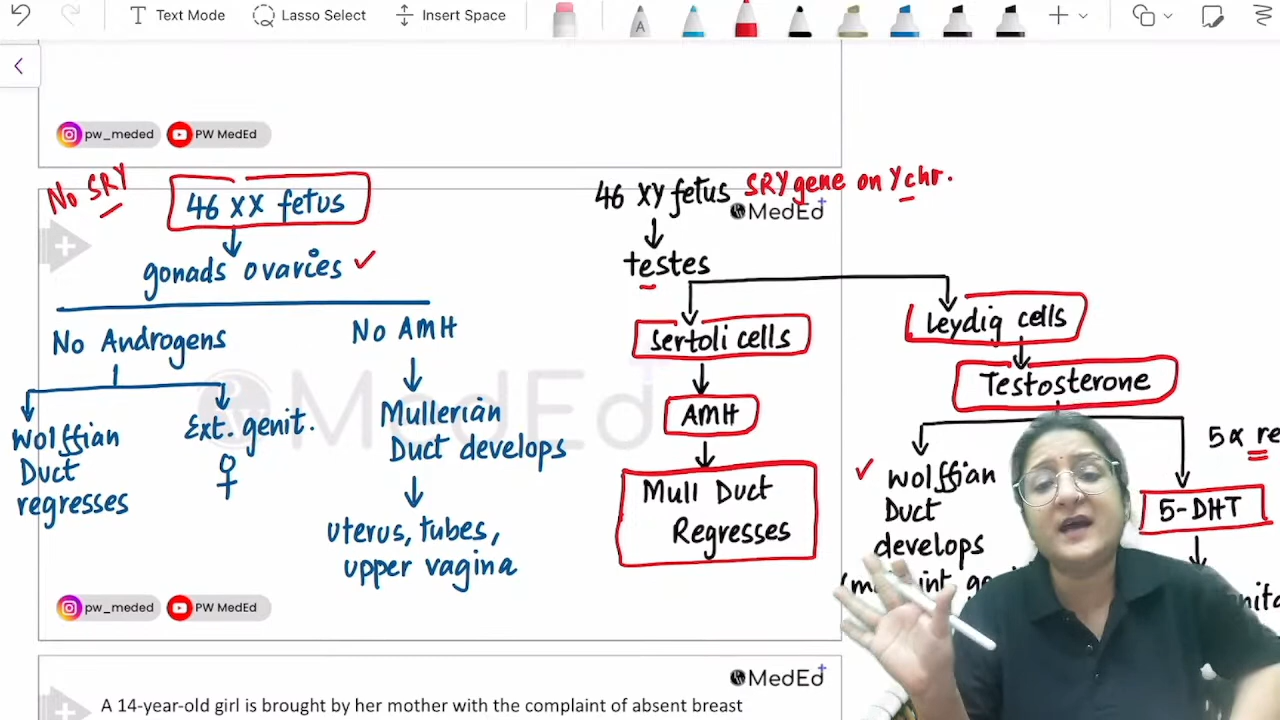 Text Mode
Lasso Select
Insert Space
A
pw_meded
PW MedEd
No SRY
46 XX fetus
gonads ovaries
No Androgens
Wolffian
Duct
regresses
Ext. genit.
No AMH
Mullerian
Duct develops
uterus, tubes,
upper vagina
46 XY fetus SRY gene on Y chr.
MedEd
testes
Sertoli cells
AMH
Mull Duct
Regresses
Leydig cells
Testosterone
Wolffian
Duct
develops
5α
5-DHT
MedEd
pw_meded
PW MedEd
MedEd
A 14-year-old girl is brought by her mother with the complaint of absent breast